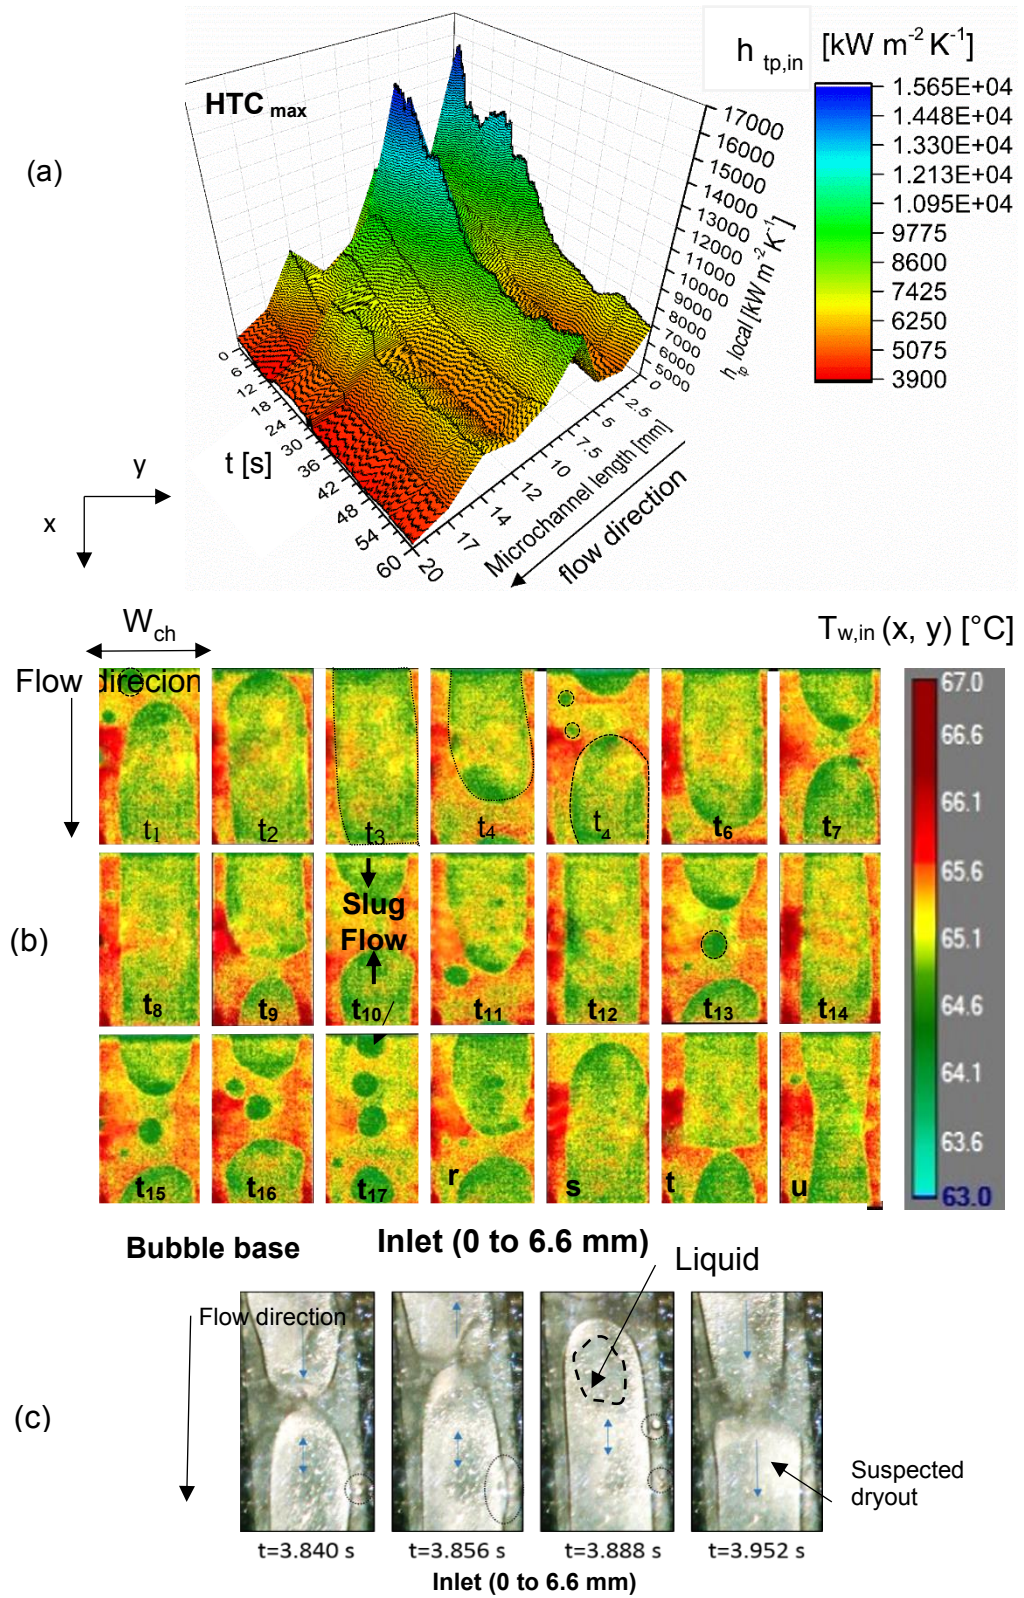 (a)
HTC max
h tp,in [kW m-2 K-1]
1.565E+04
1.448E+04
1.330E+04
1.213E+04
1.095E+04
9775
8600
7425
6250
5075
3900
17000
16000
15000
14000
13000
12000
11000
10000
9000
8000
7000
6000
5000
h tp local [kW m-2 K-1]
0
2.5
5
7.5
10
12
14
17
20
Microchannel length [mm]
flow direction
0
6
12
18
24
30
36
42
48
54
60
t [s]
y
x
Wch
Tw,in (x, y) [°C]
Flow direcion
t1
t2
t3
t4
t4
t6
t7
(b)
Slug
Flow
t8
t9
t10
t11
t12
t13
t14
t15
t16
t17
r
s
t
u
67.0
66.6
66.1
65.6
65.1
64.6
64.1
63.6
63.0
Bubble base
Inlet (0 to 6.6 mm)
Liquid
Flow direction
(c)
Suspected
dryout
t=3.840 s
t=3.856 s
t=3.888 s
t=3.952 s
Inlet (0 to 6.6 mm)